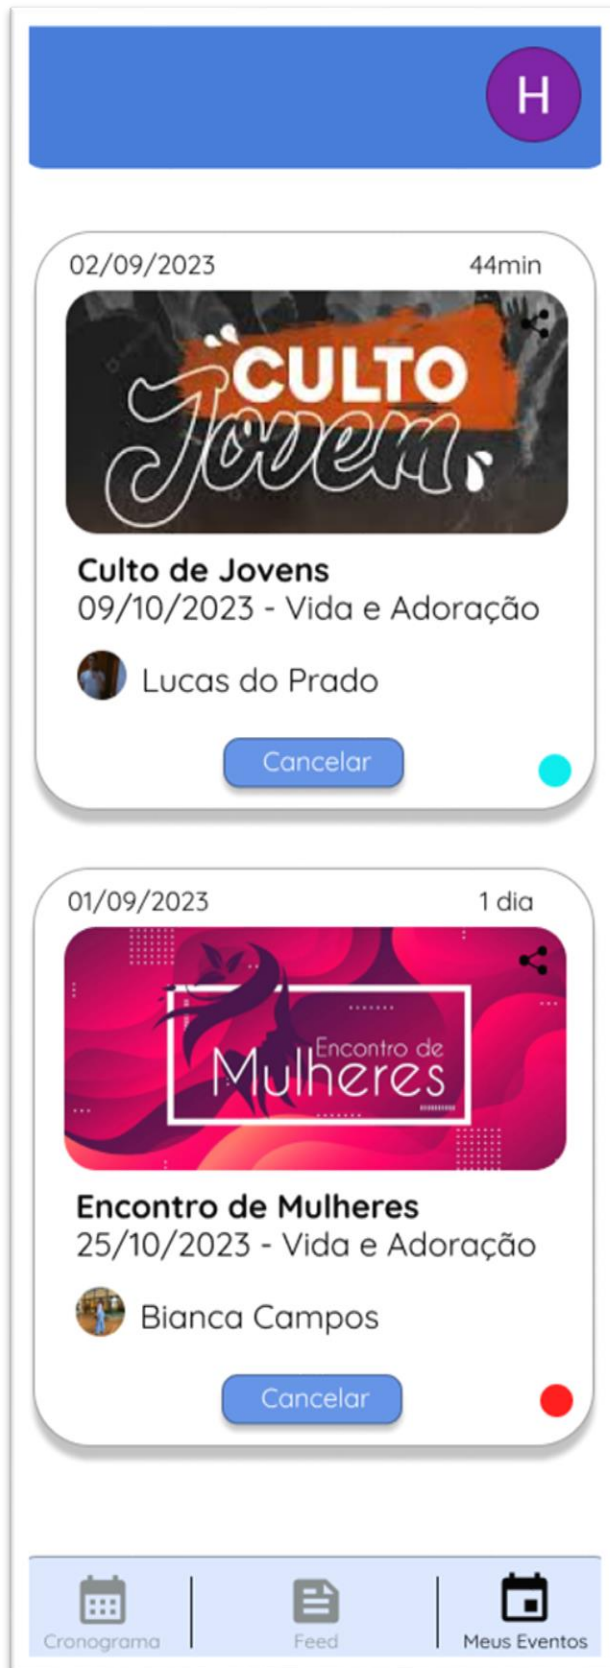 H
02/09/2023 44min
CULTO
Jovem
Culto de Jovens
09/10/2023 - Vida e Adoração
Lucas do Prado
Cancelar
01/09/2023 1 dia
Encontro de
Mulheres
Encontro de Mulheres
25/10/2023 - Vida e Adoração
Bianca Campos
Cancelar
Cronograma Feed Meus Eventos